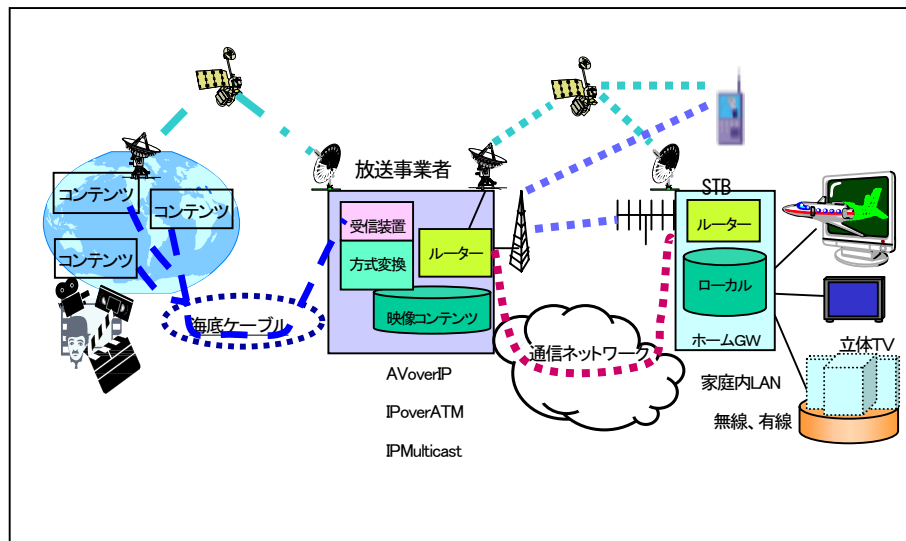 コンテンツ
コンテンツ
コンテンツ
海底ケーブル
放送事業者
受信装置
方式変換
ルーター
映像コンテンツ
AVoverIP
IPoverATM
IPMulticast
通信ネットワーク
STB
ルーター
ローカル
ホームGW
家庭内LAN
無線、有線
立体TV